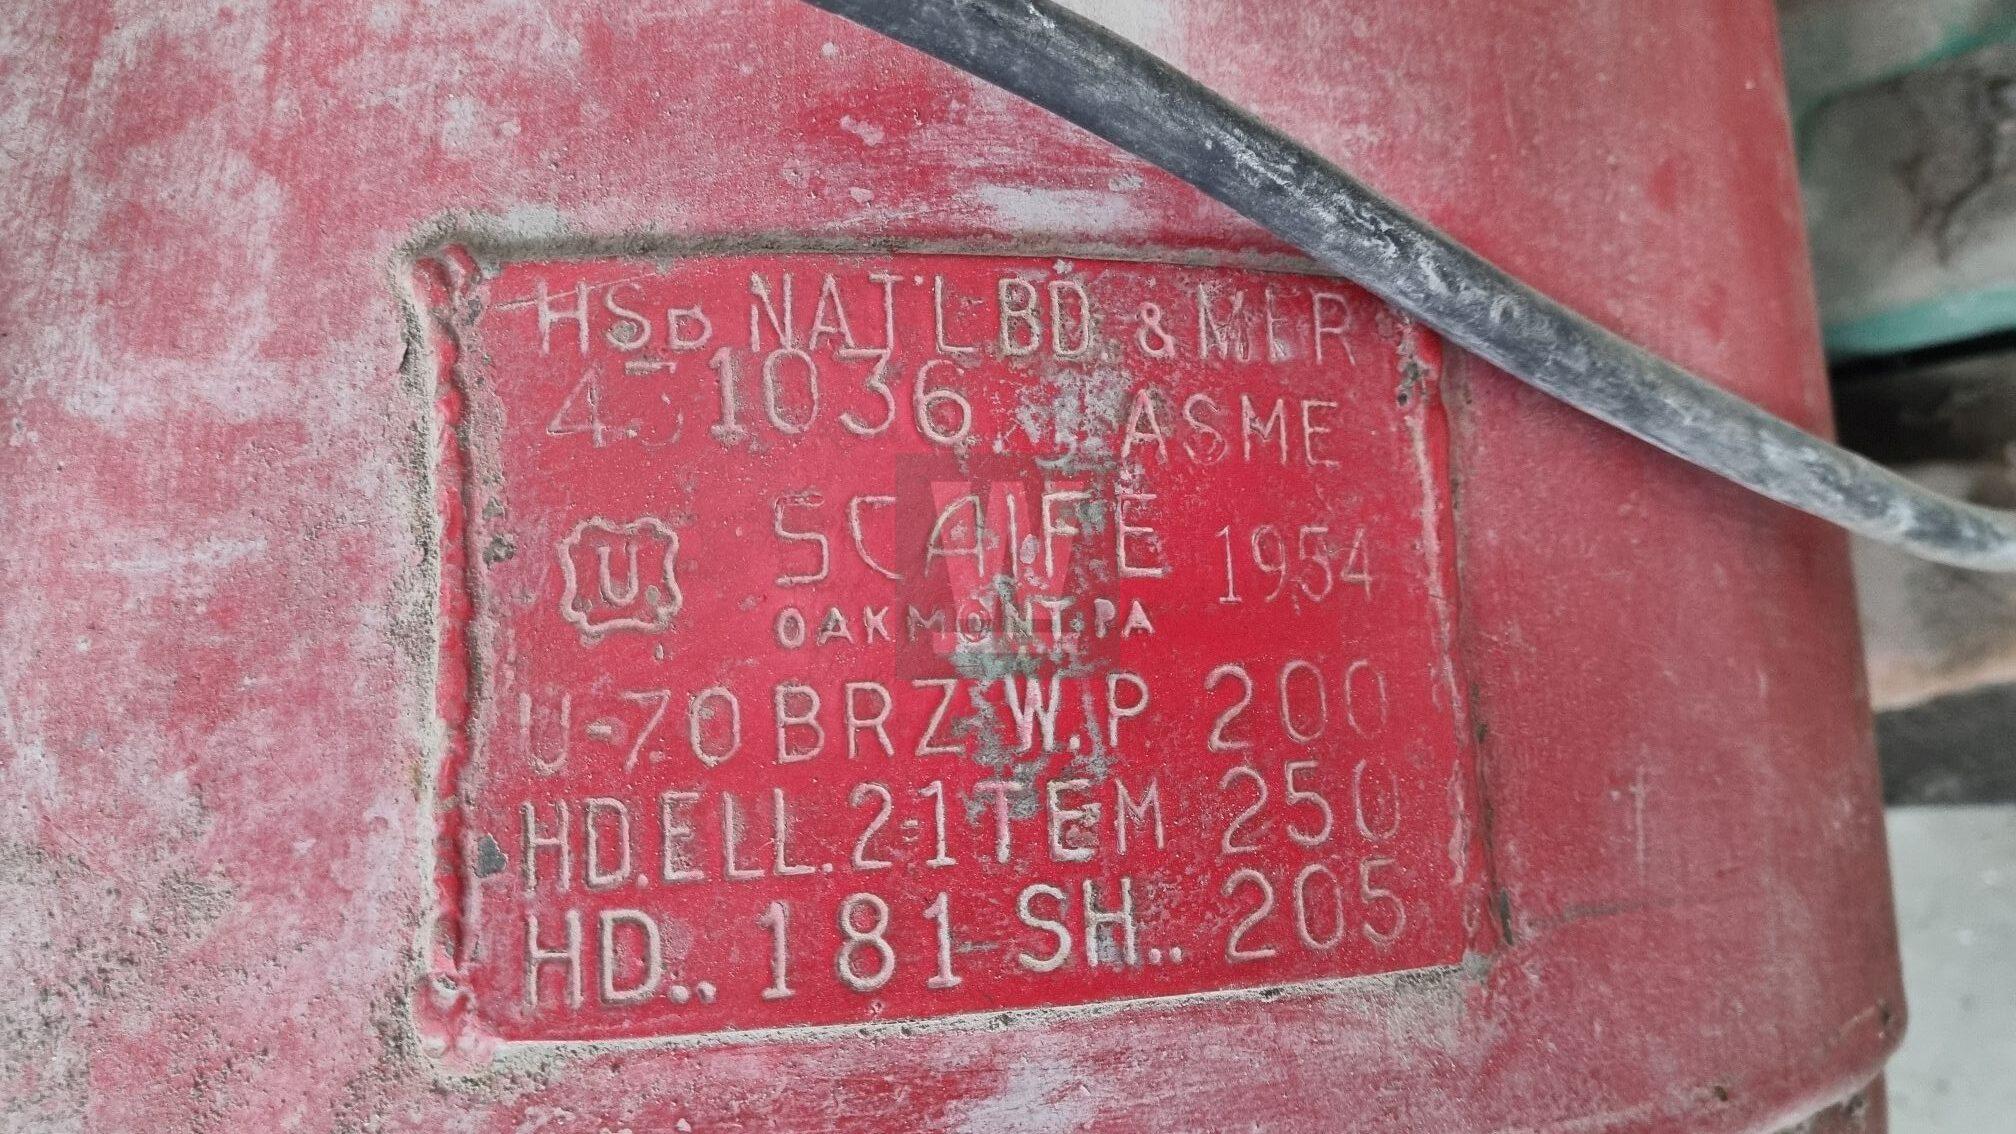 HSB NAT'L BD. & MFR
451036 ASME
U SCAIFE 1954
OAKMONT. PA
U-70 BRZ W.P 200
HD. ELL. 2-1 TEM 250
HD.. 181 SH.. 205